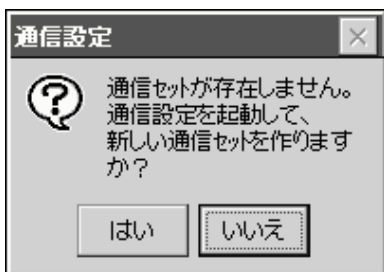 通信設定
通信セットが存在しません。
通信設定を起動して、
新しい通信セットを作ります
か？
はい
いいえ